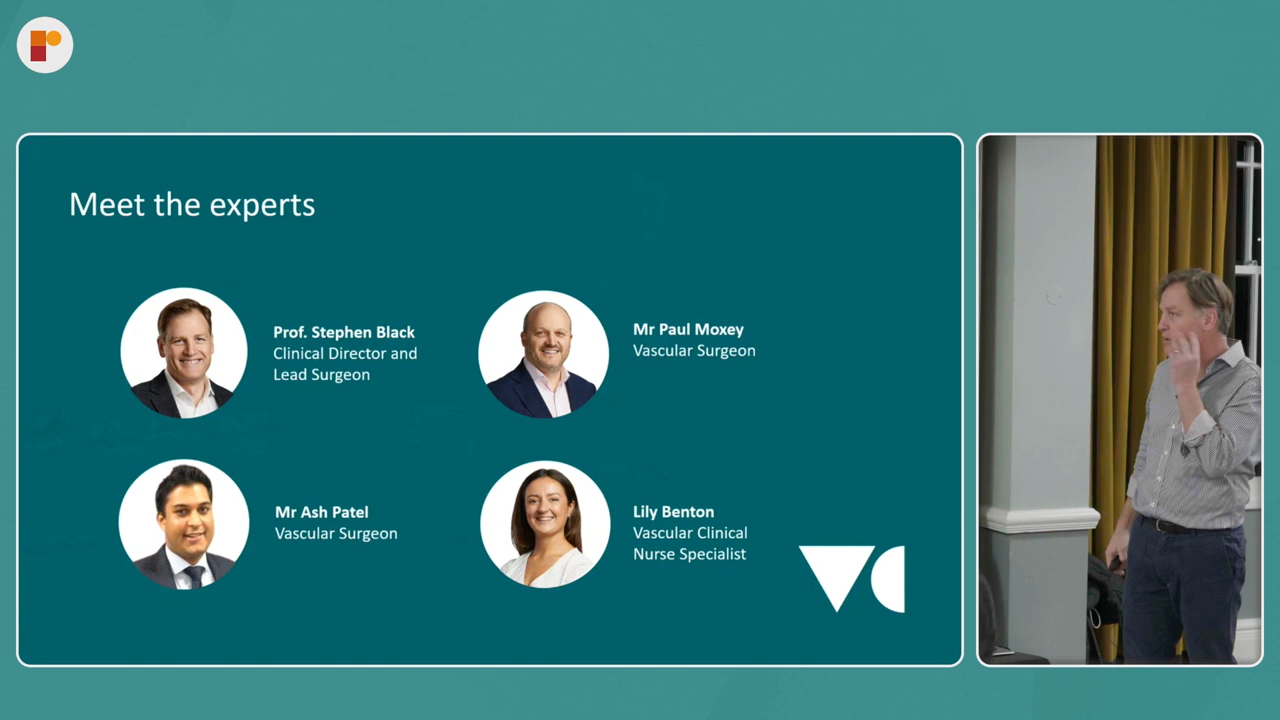 Meet the experts
Prof. Stephen Black
Clinical Director and
Lead Surgeon
Mr Paul Moxey
Vascular Surgeon
Mr Ash Patel
Vascular Surgeon
Lily Benton
Vascular Clinical
Nurse Specialist